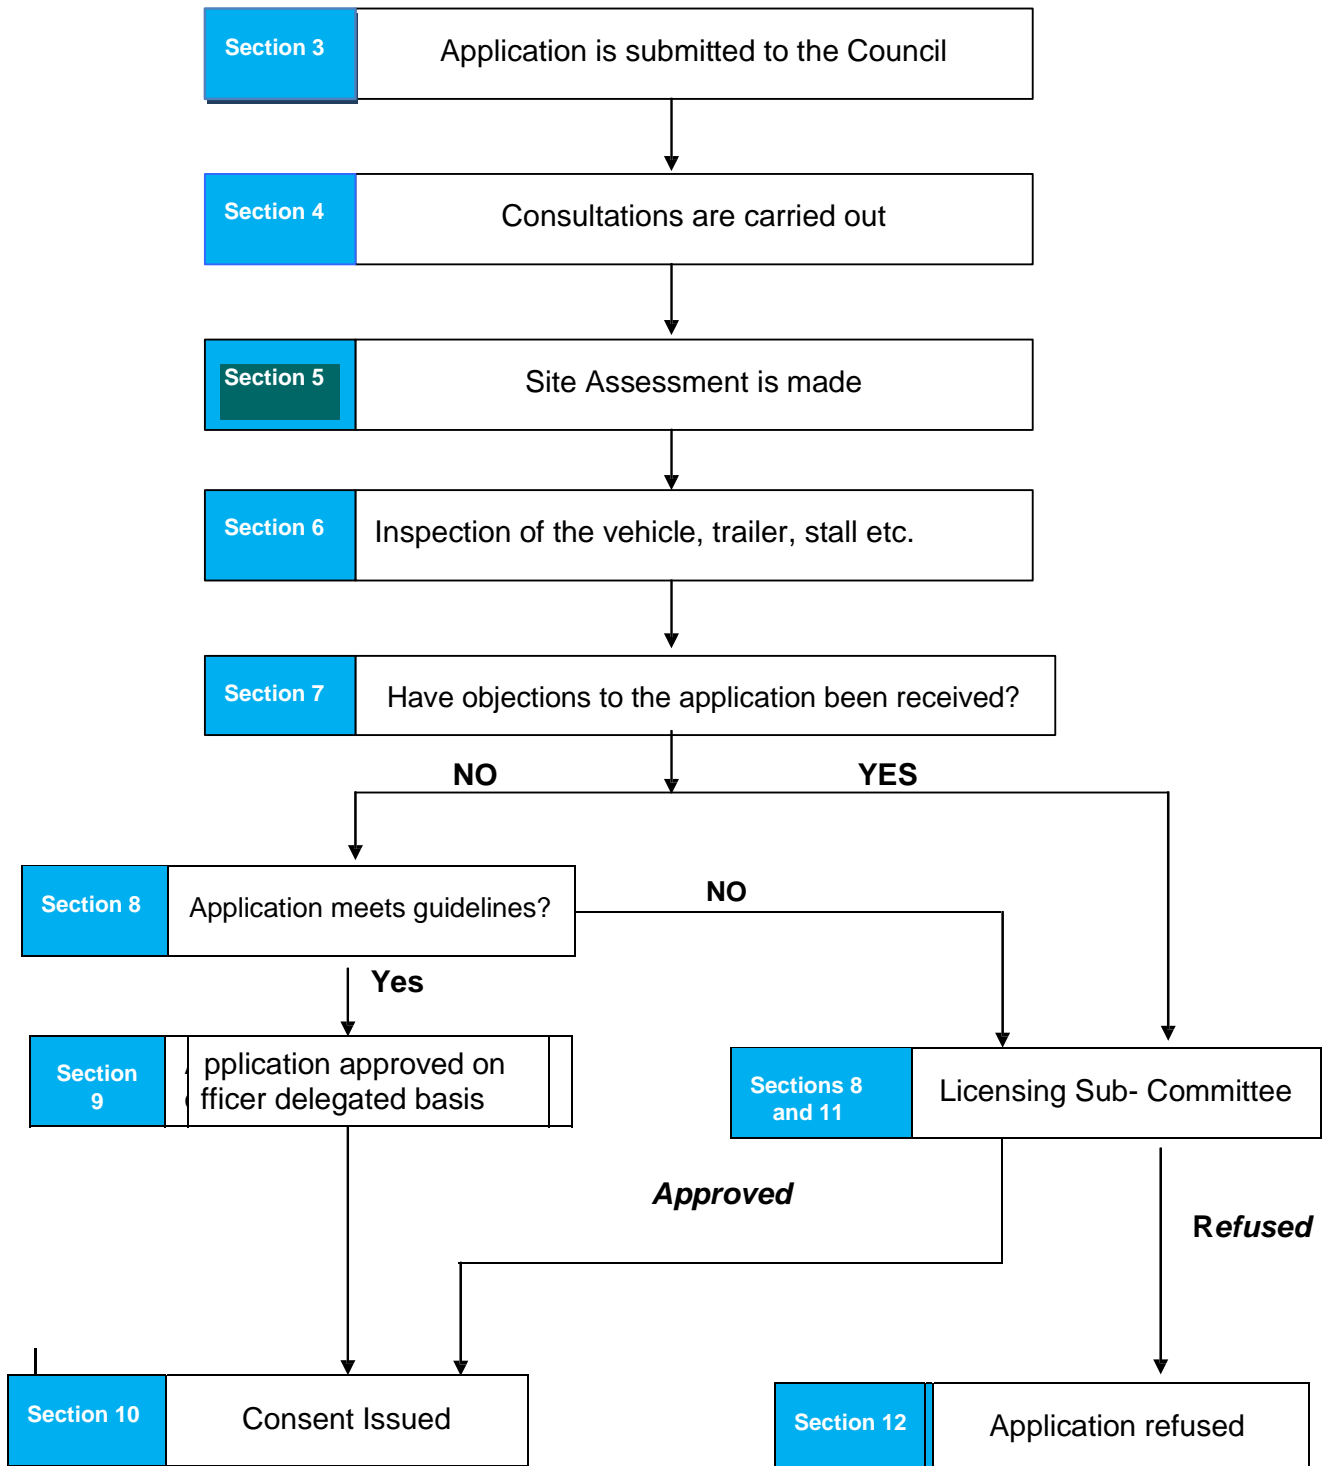 Section 3
Application is submitted to the Council
Section 4
Consultations are carried out
Section 5
Site Assessment is made
Section 6
Inspection of the vehicle, trailer, stall etc.
Section 7
Have objections to the application been received?
NO
YES
Section 8
Application meets guidelines?
NO
Yes
Section
9
pplication approved on
fficer delegated basis
Sections 8
and 11
Licensing Sub- Committee
Approved
Refused
Section 10
Consent Issued
Section 12
Application refused